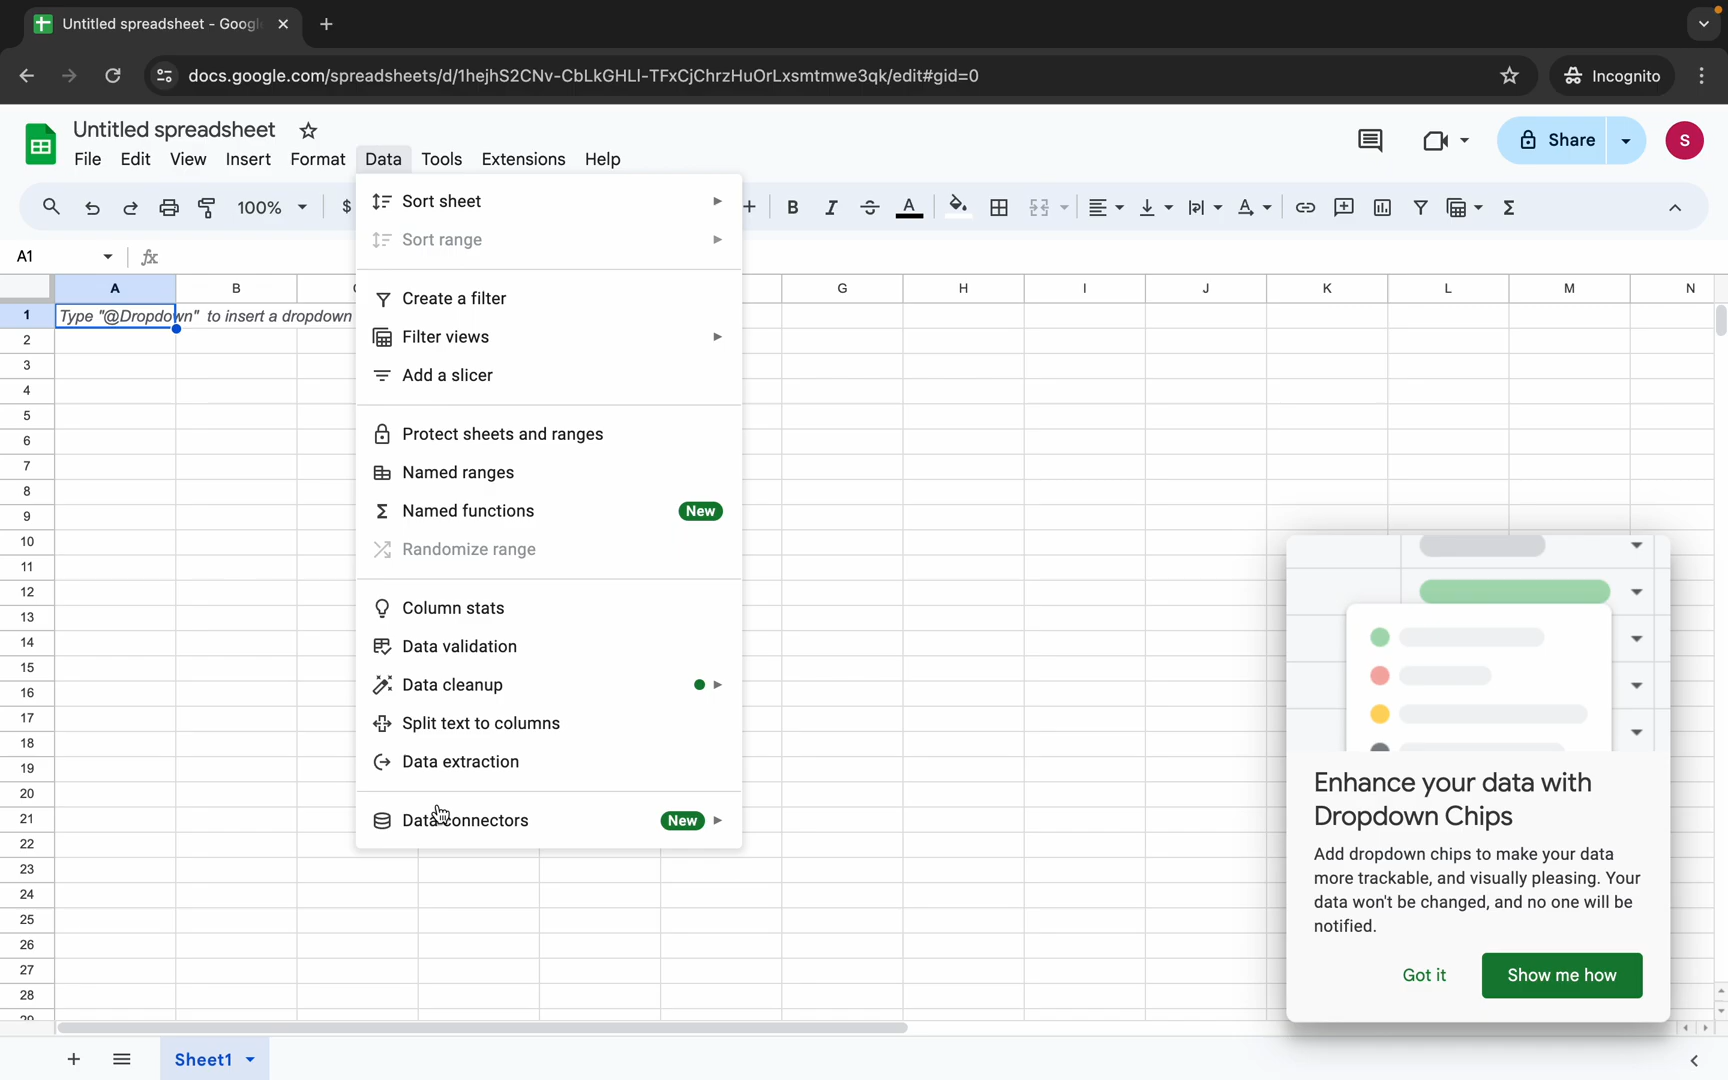 Untitled spreadsheet - Googl
docs.google.com/spreadsheets/d/1hejhS2CNv-CbLkGHLI-TFxCjChrzHuOrLxsmtmwe3qk/edit#gid=0
Incognito
Untitled spreadsheet
File Edit View Insert Format Data Tools Extensions Help
Share
S
100%
$
A1
fx
A B G H I J K L M N
1 Type "@Dropdown" to insert a dropdown
2
3
4
5
6
7
8
9
10
11
12
13
14
15
16
17
18
19
20
21
22
23
24
25
26
27
28
29
Sort sheet
Sort range
Create a filter
Filter views
Add a slicer
Protect sheets and ranges
Named ranges
Named functions New
Randomize range
Column stats
Data validation
Data cleanup
Split text to columns
Data extraction
Data connectors New
Enhance your data with
Dropdown Chips
Add dropdown chips to make your data
more trackable, and visually pleasing. Your
data won't be changed, and no one will be
notified.
Got it Show me how
Sheet1